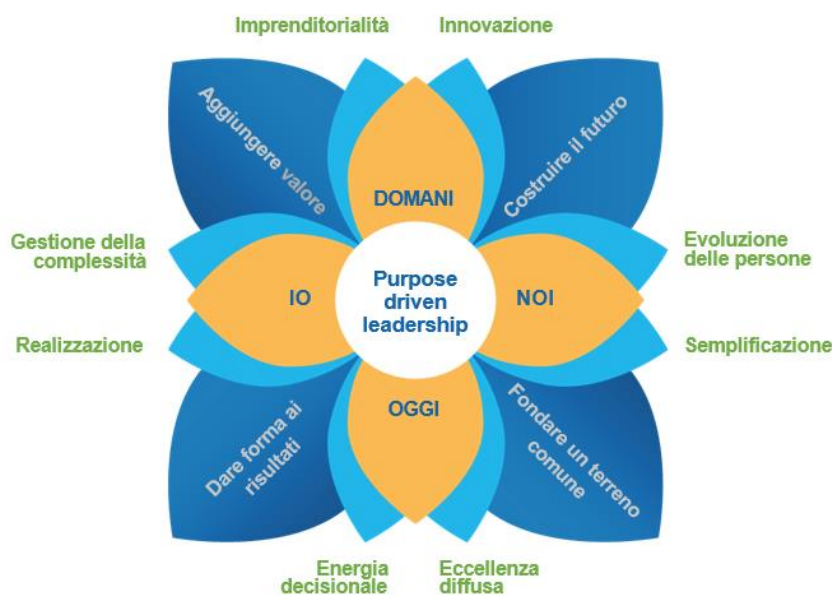 Imprenditorialità
Innovazione
Aggiungere valore
Costruire il futuro
DOMANI
Gestione della
complessità
Evoluzione
delle persone
IO
Purpose
driven
leadership
NOI
Realizzazione
Semplificazione
OGGI
Dare forma ai
risultati
Fondare un terreno
comune
Energia
decisionale
Eccellenza
diffusa